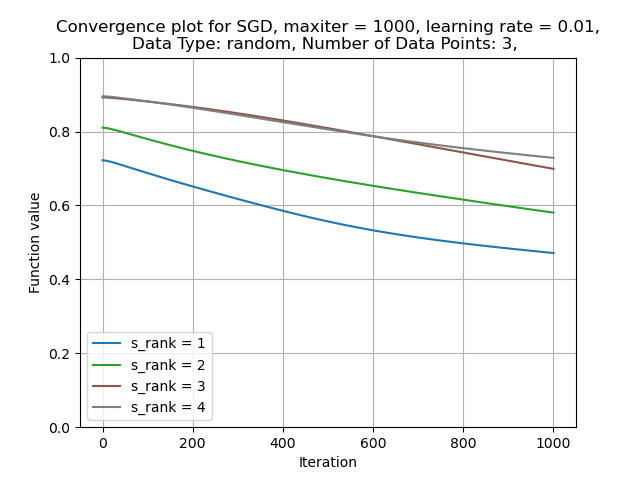 Convergence plot for SGD, maxiter = 1000, learning rate = 0.01,
Data Type: random, Number of Data Points: 3,
1.0
0.8
0.6
0.4
0.2
0.0
Function value
s_rank = 1
s_rank = 2
s_rank = 3
s_rank = 4
0 200 400 600 800 1000
Iteration